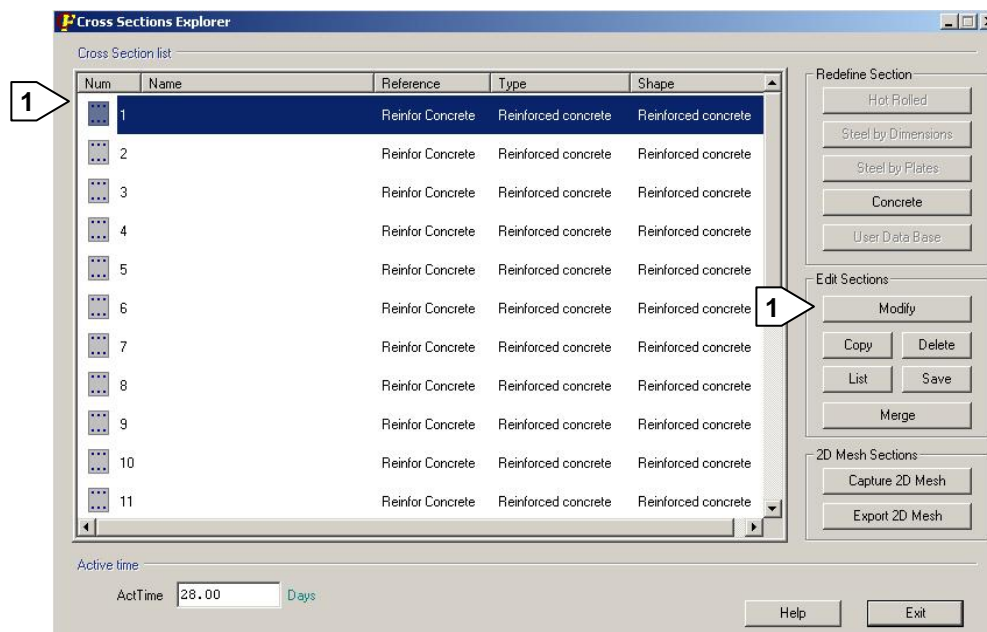 Cross Sections Explorer
Cross Section list
Num Name Reference Type Shape
1
1 Reinfor Concrete Reinforced concrete Reinforced concrete
2 Reinfor Concrete Reinforced concrete Reinforced concrete
3 Reinfor Concrete Reinforced concrete Reinforced concrete
4 Reinfor Concrete Reinforced concrete Reinforced concrete
5 Reinfor Concrete Reinforced concrete Reinforced concrete
6 Reinfor Concrete Reinforced concrete Reinforced concrete
7 Reinfor Concrete Reinforced concrete Reinforced concrete
8 Reinfor Concrete Reinforced concrete Reinforced concrete
9 Reinfor Concrete Reinforced concrete Reinforced concrete
10 Reinfor Concrete Reinforced concrete Reinforced concrete
11 Reinfor Concrete Reinforced concrete Reinforced concrete
Redefine Section
Hot Rolled
Steel by Dimensions
Steel by Plates
Concrete
User Data Base
Edit Sections
1
Modify
Copy Delete
List Save
Merge
2D Mesh Sections
Capture 2D Mesh
Export 2D Mesh
Active time
ActTime 28.00 Days
Help Exit